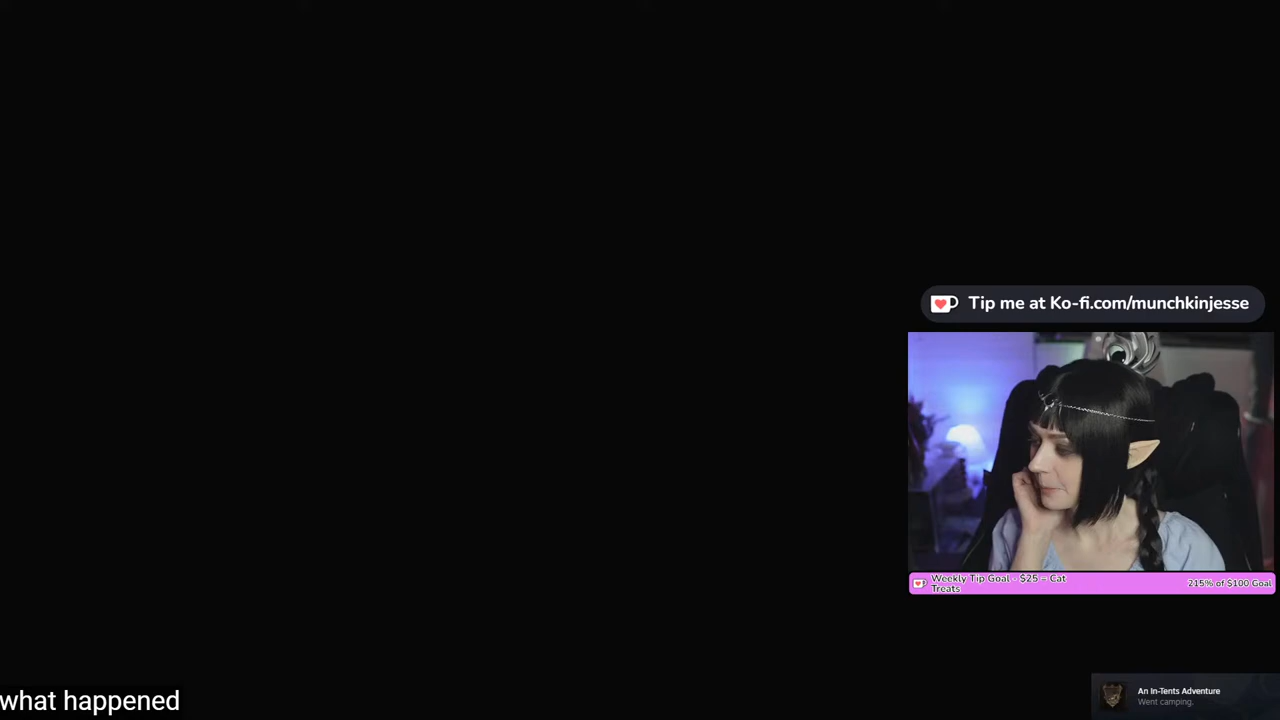 Tip me at Ko-fi.com/munchkinjesse
Weekly Tip Goal - $25 = Cat
Treats
215% of $100 Goal
An In-Tents Adventure
Went camping.
what happened